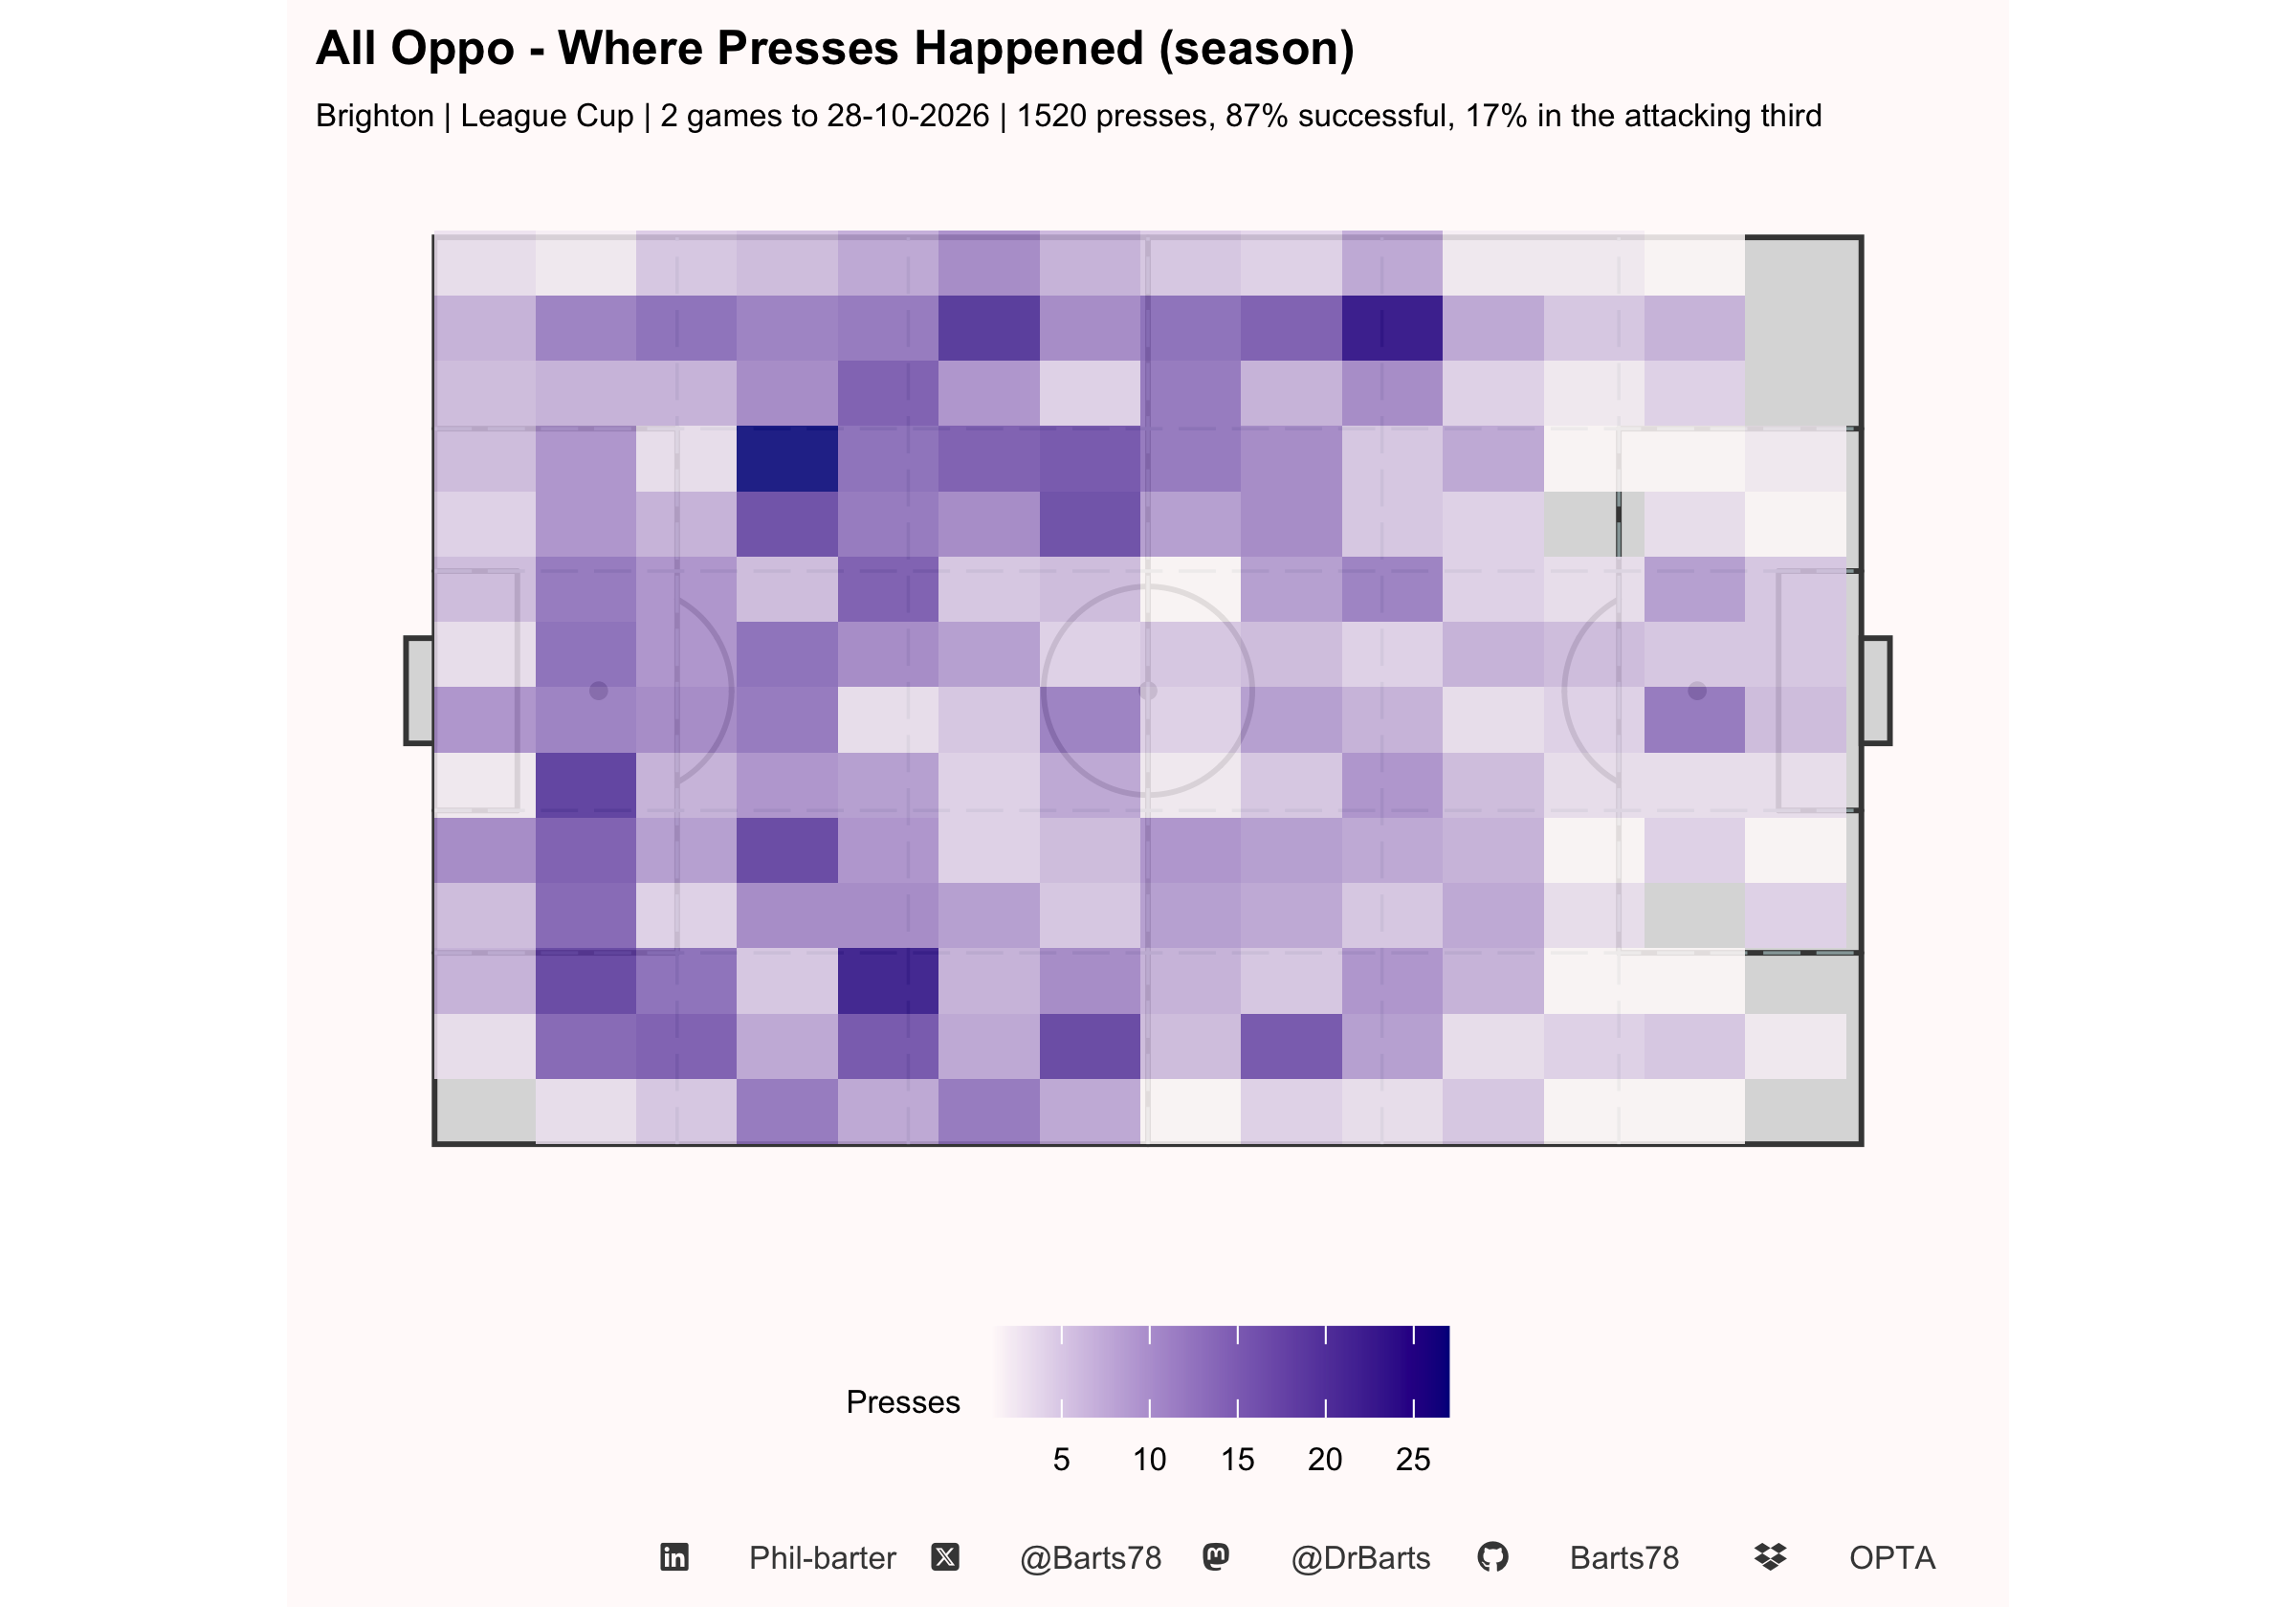 All Oppo - Where Presses Happened (season)
Brighton | League Cup | 2 games to 28-10-2026 | 1520 presses, 87% successful, 17% in the attacking third
Presses
5 10 15 20 25
Phil-barter @Barts78 @DrBarts Barts78 OPTA